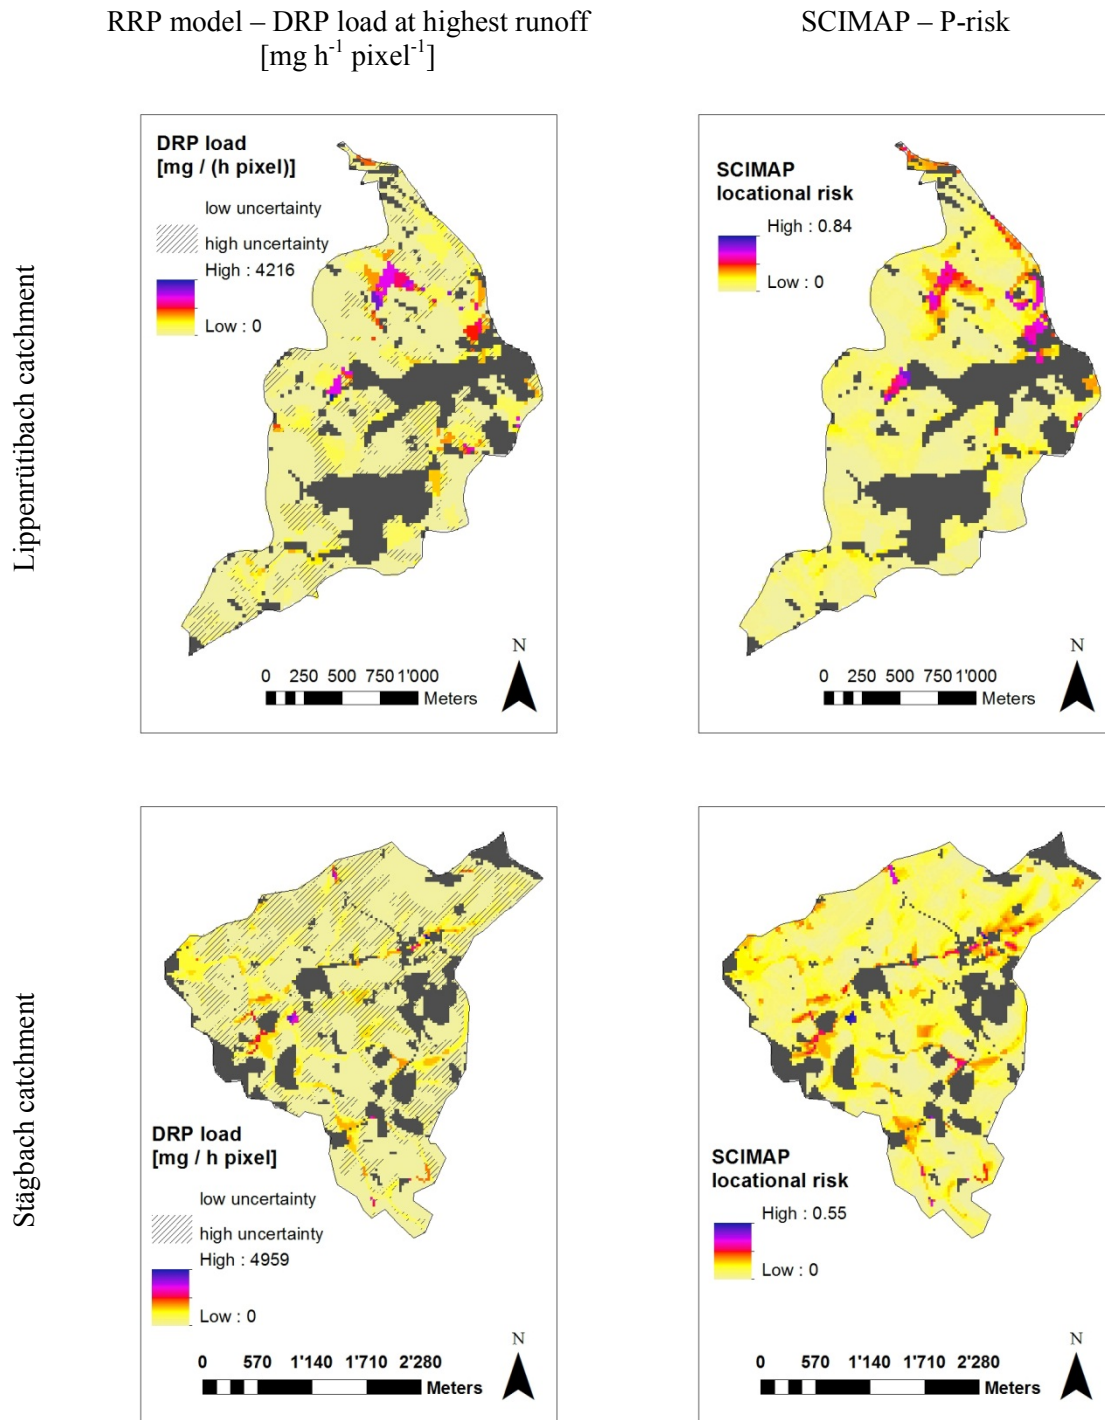 RRP model – DRP load at highest runoff
[mg h-1 pixel-1]
SCIMAP – P-risk
Lippenrütibach catchment
DRP load
[mg / (h pixel)]
low uncertainty
high uncertainty
High : 4216
Low : 0
N
0 250 500 750 1'000
Meters
SCIMAP
locational risk
High : 0.84
Low : 0
N
0 250 500 750 1'000
Meters
Stägbach catchment
DRP load
[mg / h pixel]
low uncertainty
high uncertainty
High : 4959
Low : 0
N
0 570 1'140 1'710 2'280
Meters
SCIMAP
locational risk
High : 0.55
Low : 0
N
0 570 1'140 1'710 2'280
Meters